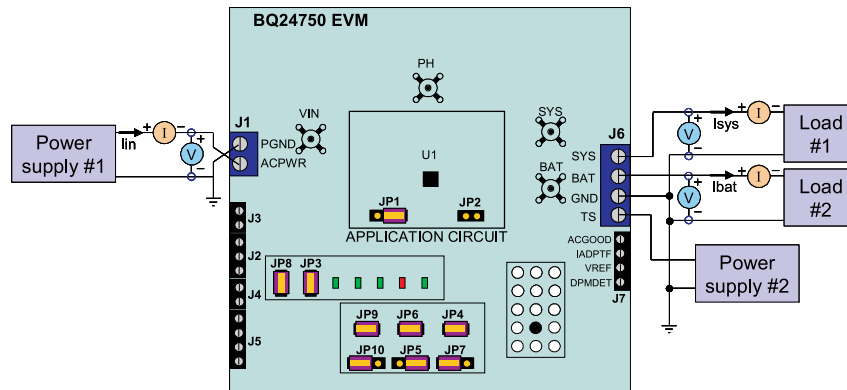 BQ24750 EVM
PH
VIN
SYS
J1
PGND
ACPWR
Power
supply #1
Iin
+ I −
+
V
−
U1
JP1
JP2
APPLICATION CIRCUIT
BAT
J6
SYS
BAT
GND
TS
+
V
−
Isys
+ I −
Load
#1
+
V
−
Ibat
+ I −
Load
#2
Power
supply #2
ACGOOD
IADPTF
VREF
DPMDET
J7
J3
J2
J4
J5
JP8
JP3
JP9
JP6
JP4
JP10
JP5
JP7